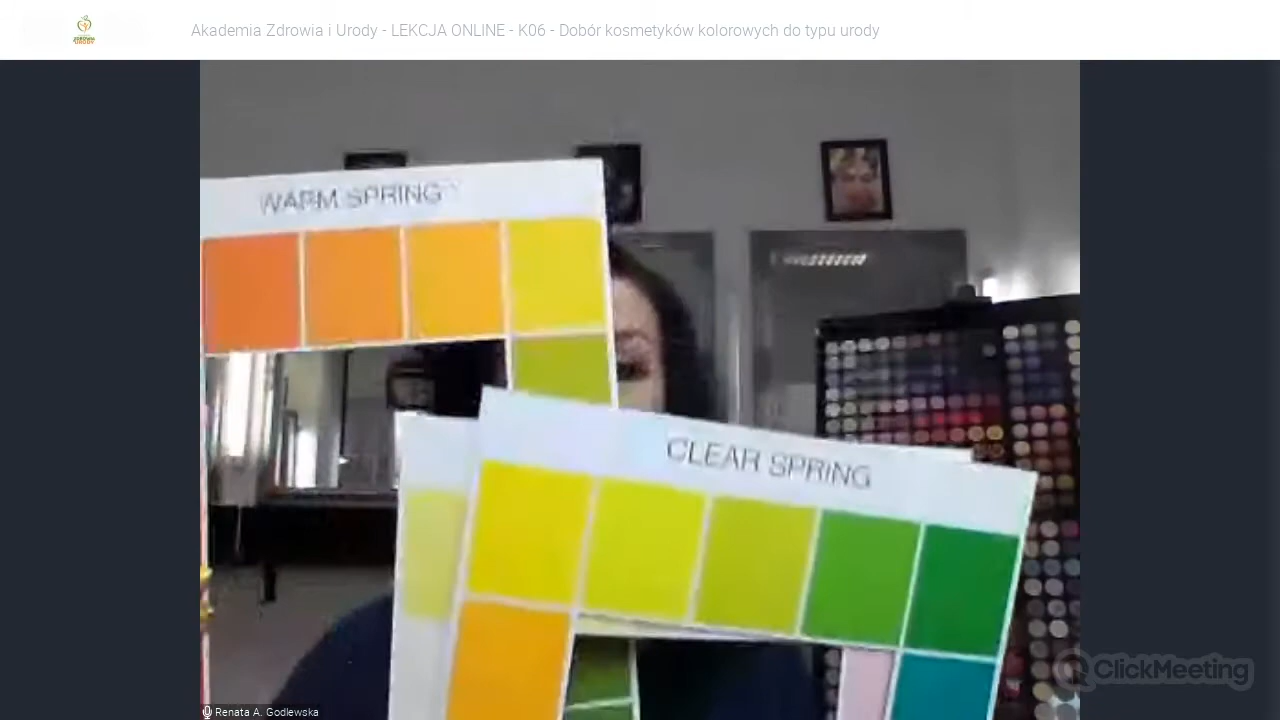 Akademia Zdrowia i Urody - LEKCJA ONLINE - K06 - Dobór kosmetyków kolorowych do typu urody
WARM SPRING
CLEAR SPRING
ClickMeeting
Renata A. Godlewska